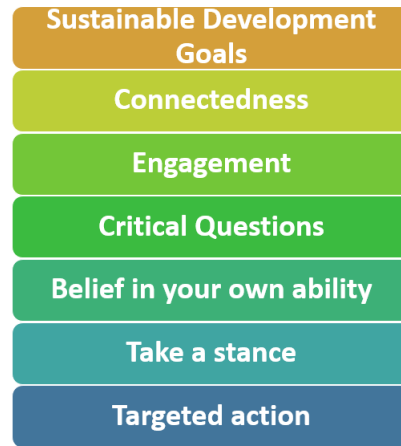 Sustainable Development
Goals
Connectedness
Engagement
Critical Questions
Belief in your own ability
Take a stance
Targeted action